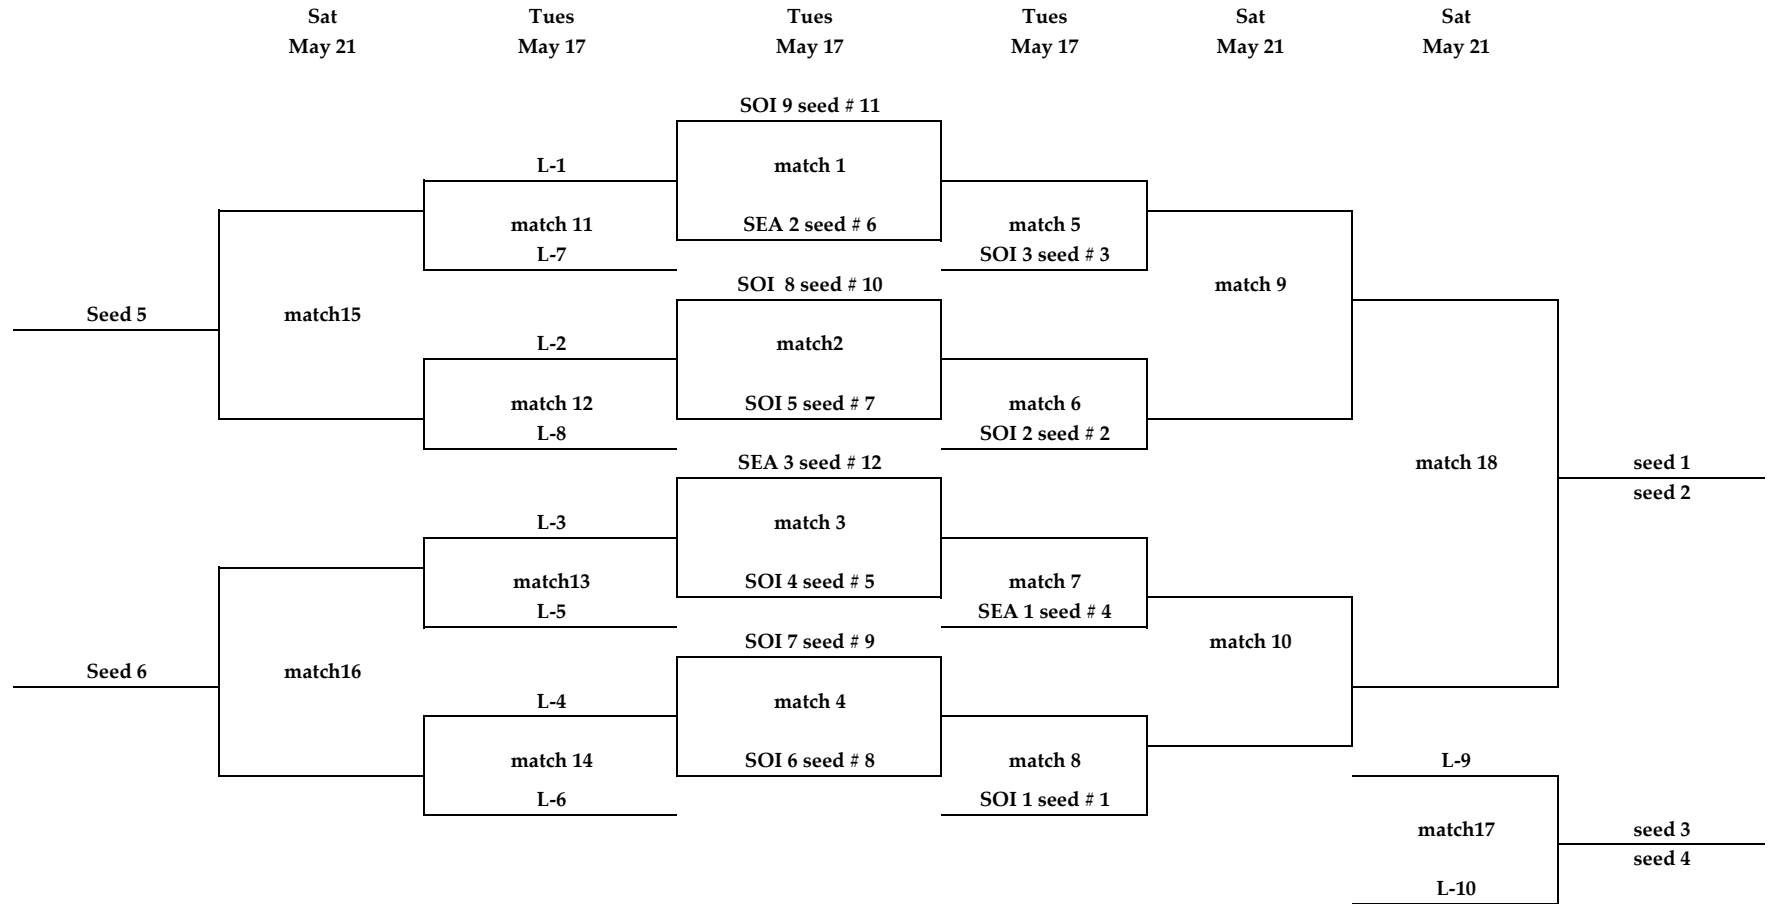 Sat Tues Tues Tues Sat Sat
May 21 May 17 May 17 May 17 May 21 May 21
SOI 9 seed # 11
L-1 match 1
match 11 SEA 2 seed # 6 match 5
L-7 SOI 3 seed # 3
SOI 8 seed # 10 match 9
Seed 5 match15
L-2 match2
match 12 SOI 5 seed # 7 match 6
L-8 SOI 2 seed # 2
SEA 3 seed # 12 match 18 seed 1
seed 2
L-3 match 3
match13 SOI 4 seed # 5 match 7
L-5 SEA 1 seed # 4
SOI 7 seed # 9 match 10
Seed 6 match16
L-4 match 4
match 14 SOI 6 seed # 8 match 8 L-9
L-6 SOI 1 seed # 1
match17 seed 3
seed 4
L-10